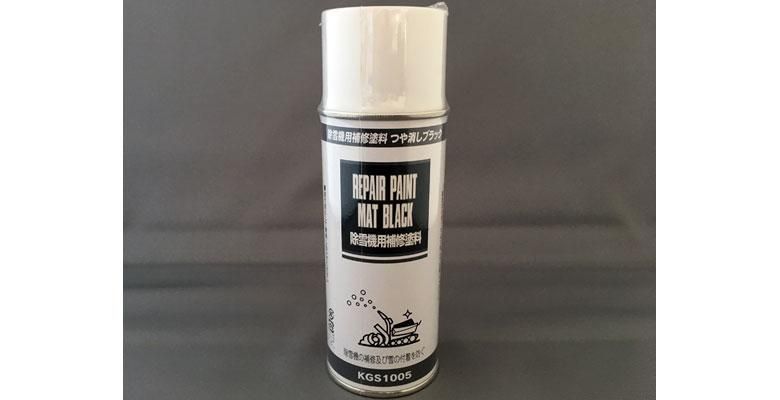 除雪機用補修塗料 つや消しブラック
REPAIR PAINT
MAT BLACK
除雪機用補修塗料
除雪機の補修及び雪の付着を防ぐ
KGS1005